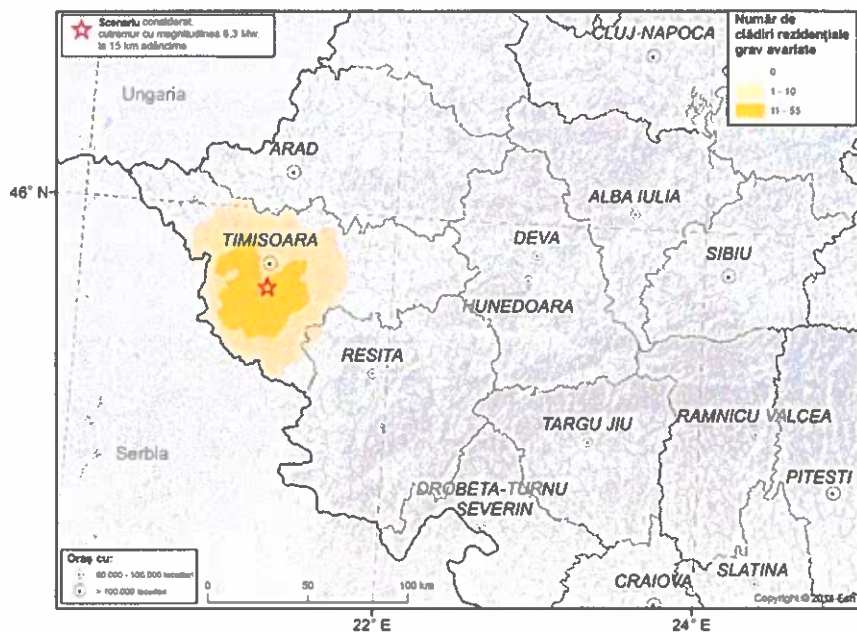 Scenariu considerat:
cutremur cu magnitudinea 6,3 Mw,
la 15 km adâncime
Număr de
clădiri rezidențiale
grav avariate
0
1 - 10
11 - 55
CLUJ-NAPOCA
Ungaria
ARAD
46° N
ALBA IULIA
TIMISOARA
DEVA
SIBIU
HUNEDOARA
RESITA
TARGU JIU
RAMNICU VALCEA
Serbia
PITESTI
DROBETA-TURNU
SEVERIN
Oraș cu:
> 100.000 locuitori
0 50 100 km
CRAIOVA
SLATINA
Copyright © Esri
22° E
24° E